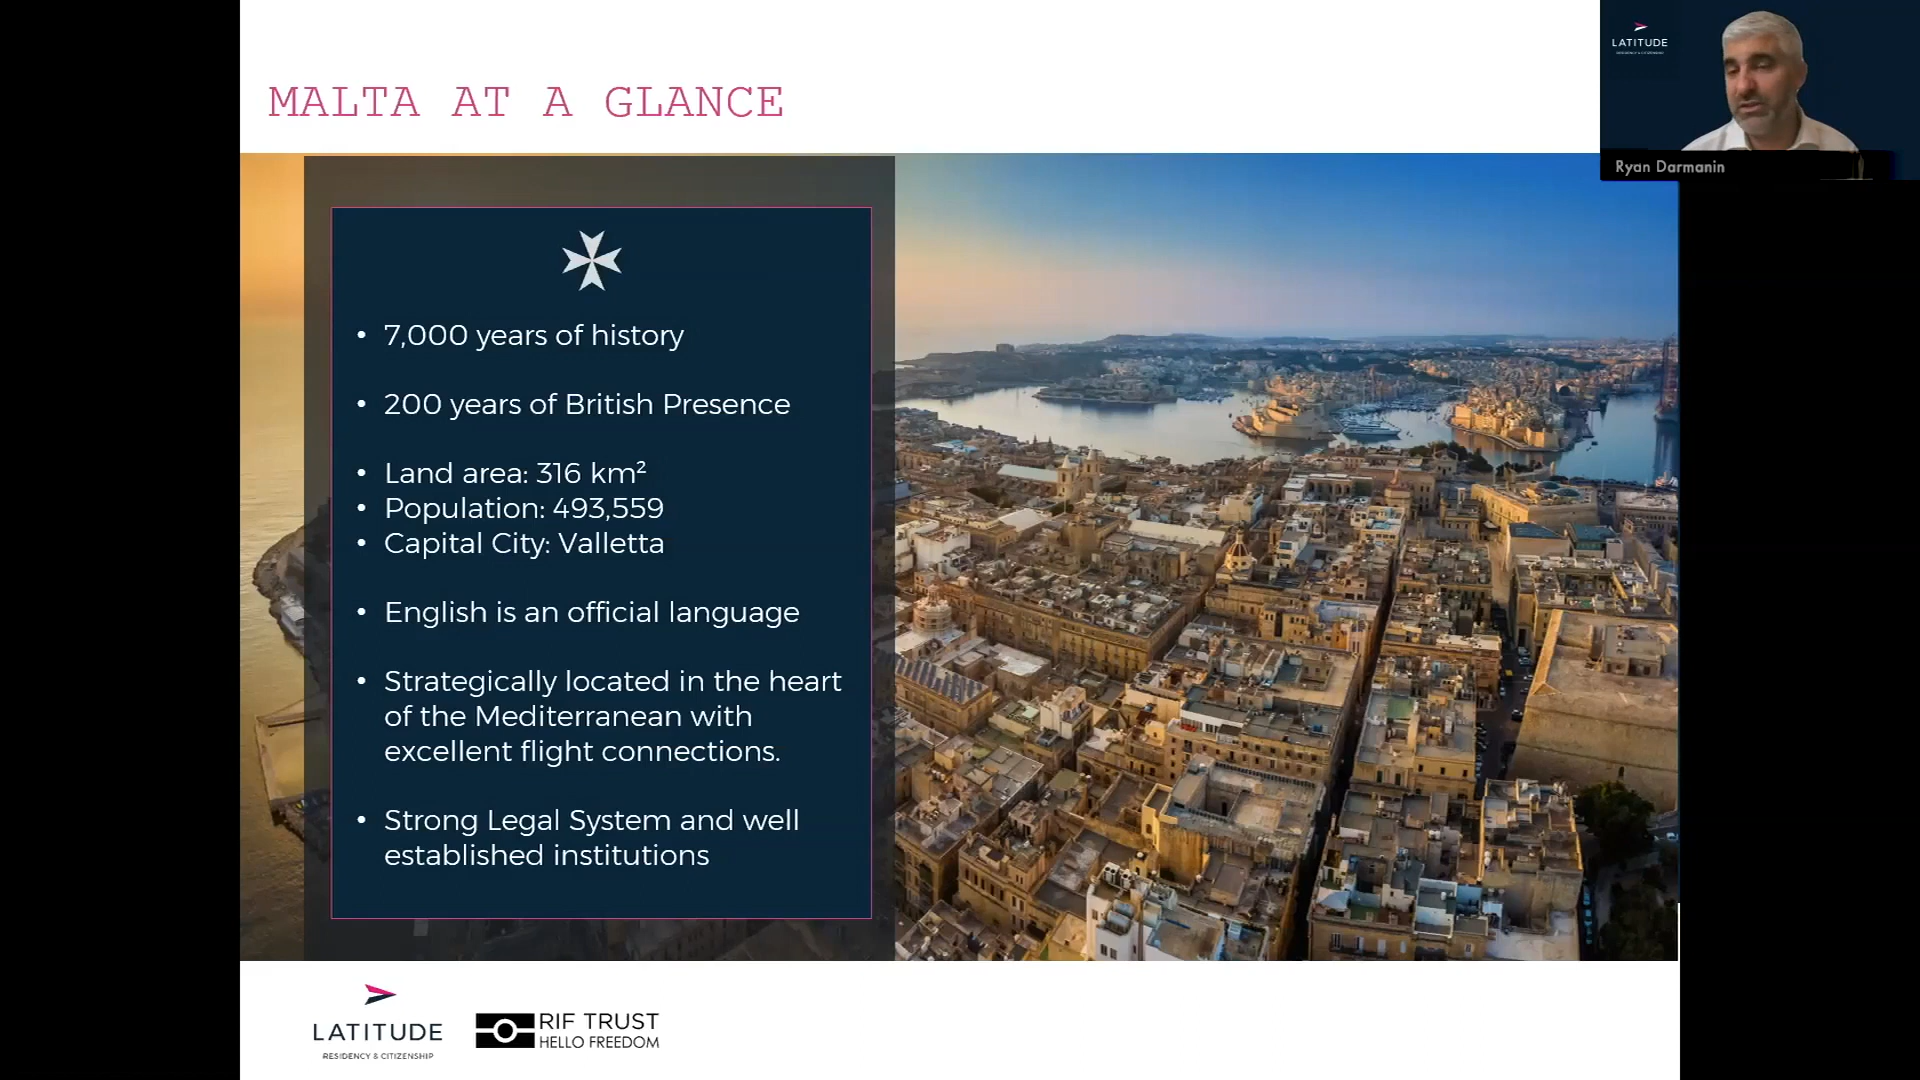 MALTA AT A GLANCE
LATITUDE
Ryan Darmanin
• 7,000 years of history
• 200 years of British Presence
• Land area: 316 km²
• Population: 493,559
• Capital City: Valletta
• English is an official language
• Strategically located in the heart
of the Mediterranean with
excellent flight connections.
• Strong Legal System and well
established institutions
LATITUDE
RESIDENCY & CITIZENSHIP
RIF TRUST
HELLO FREEDOM